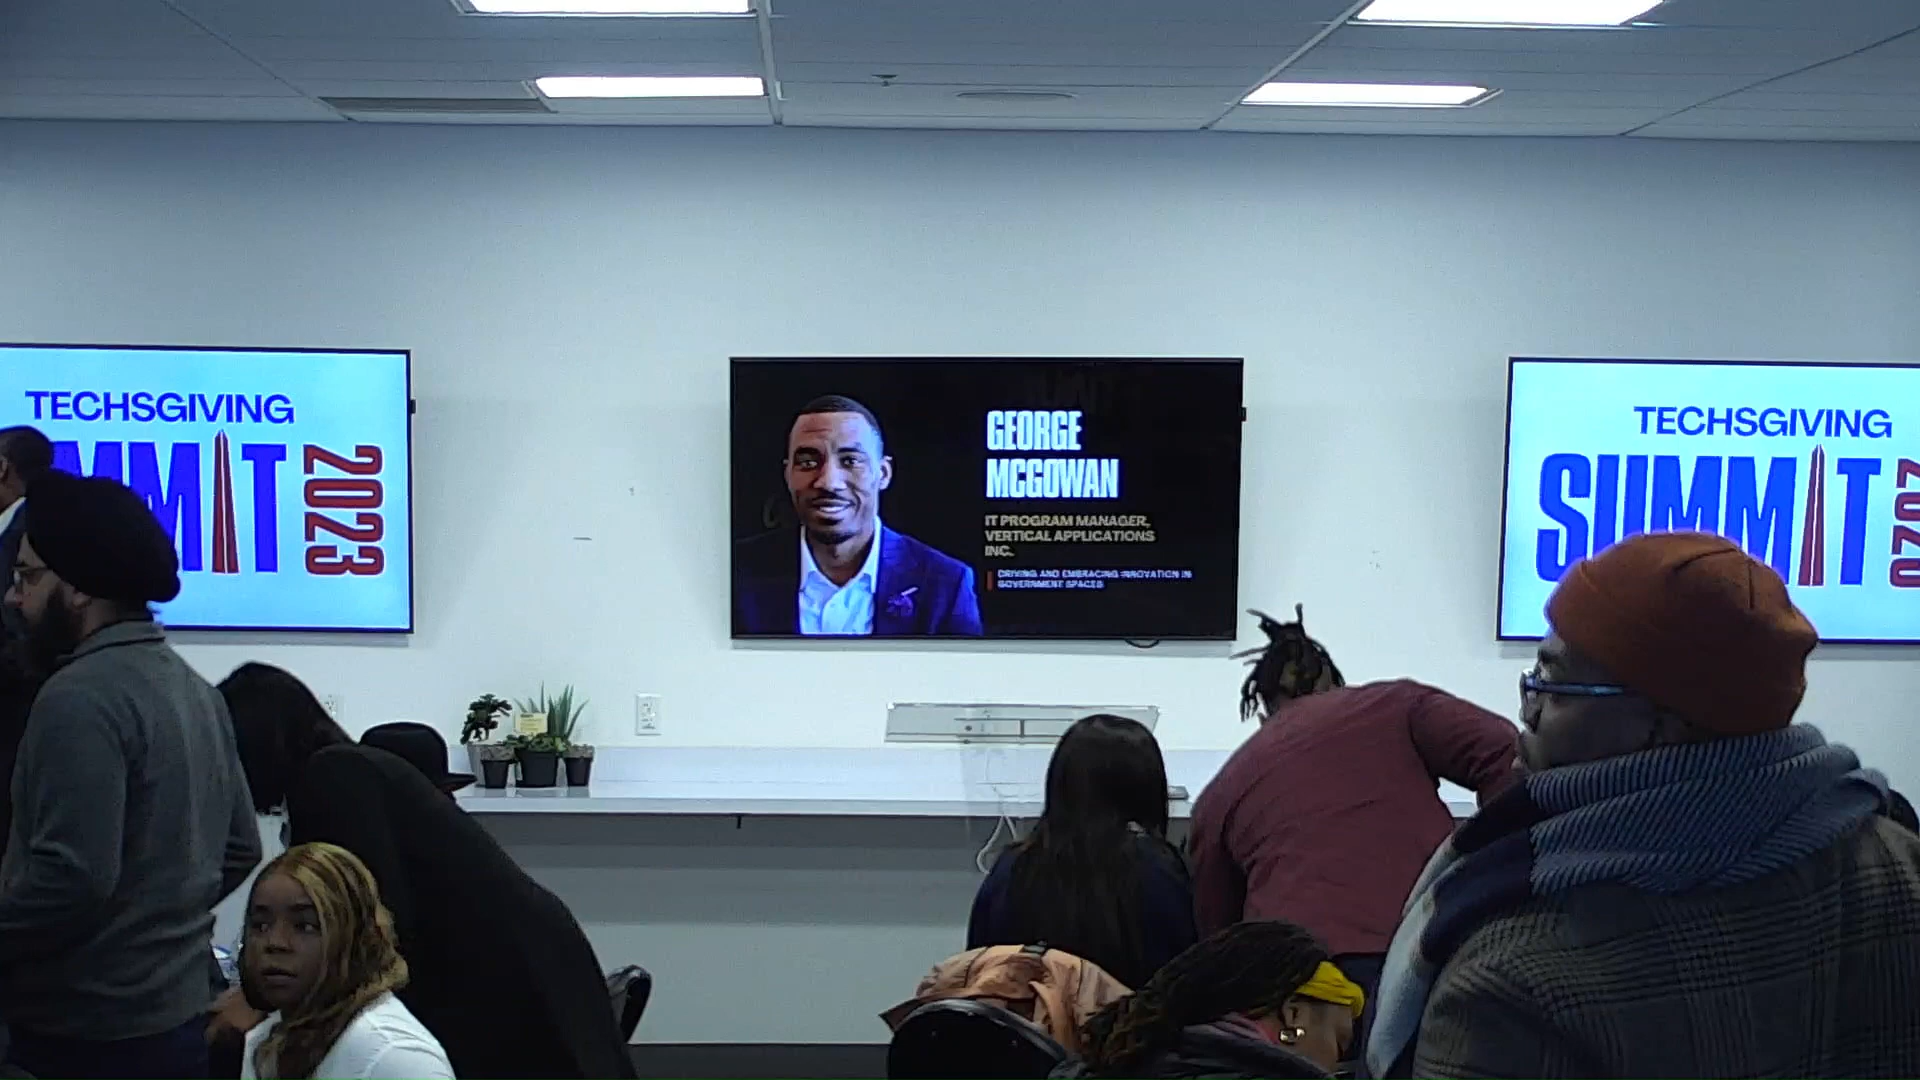 TECHSGIVING
MMIT
2023
GEORGE
MCGOWAN
IT PROGRAM MANAGER,
VERTICAL APPLICATIONS
INC.
DRIVING AND EMBRACING INNOVATION IN
GOVERNMENT SPACES
TECHSGIVING
SUMMIT
2023